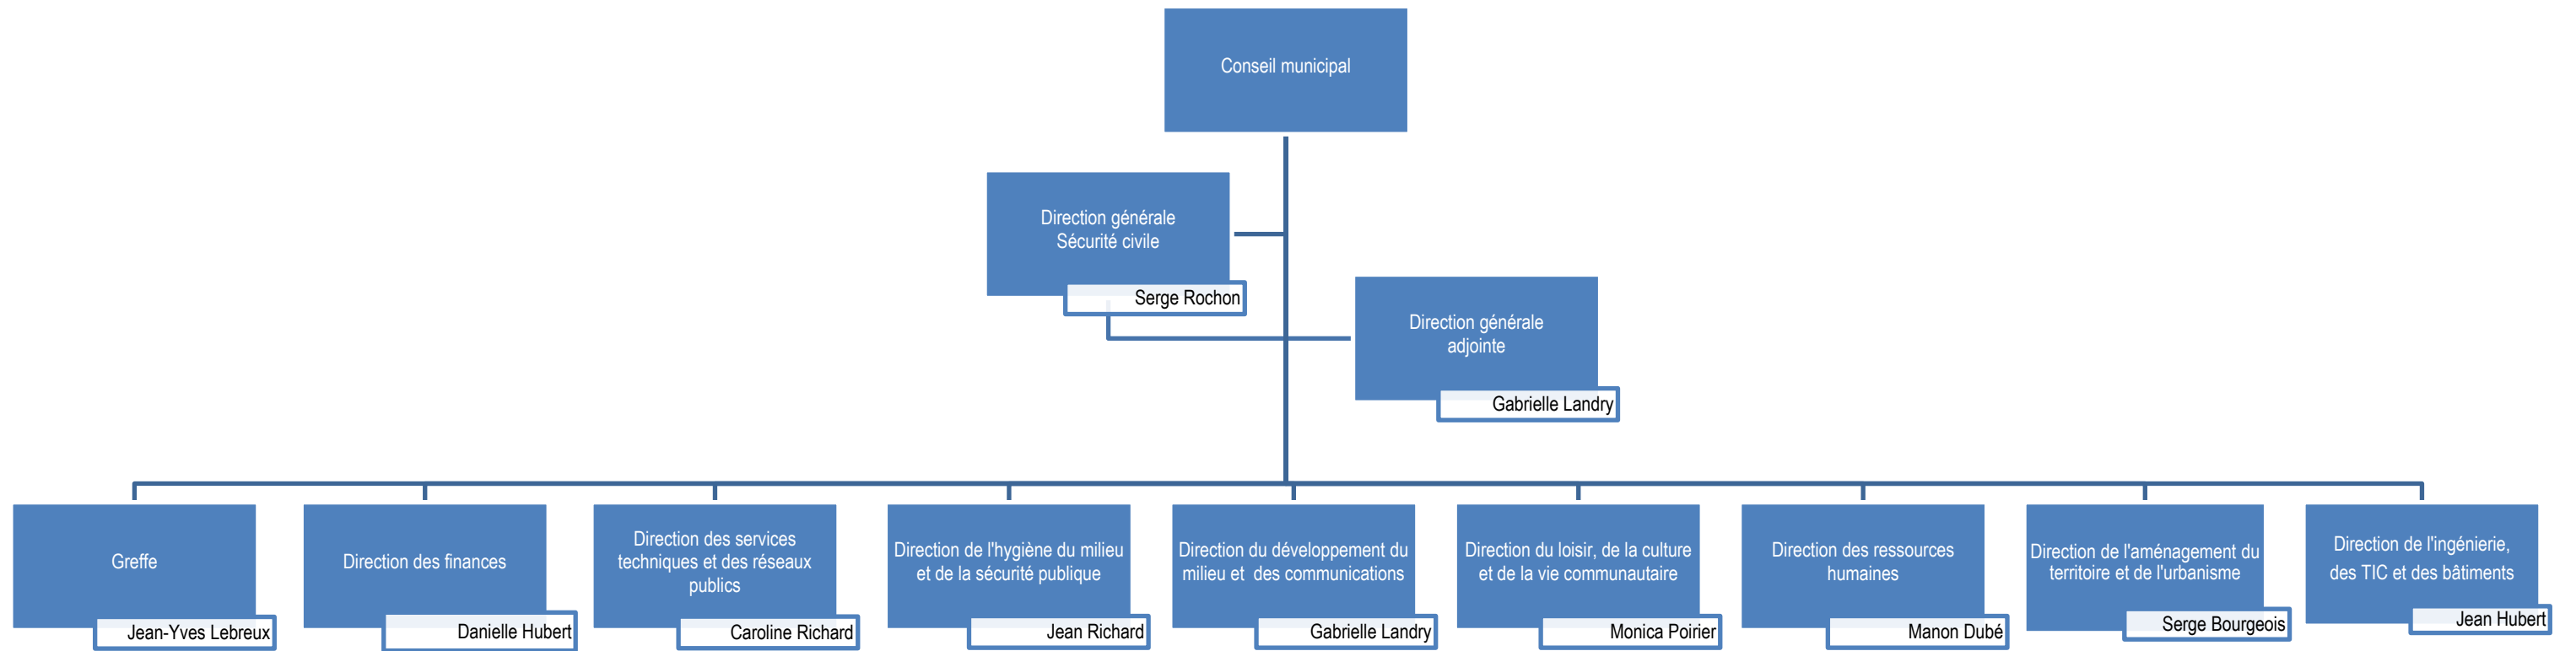 Conseil municipal
Direction générale
Sécurité civile
Serge Rochon
Direction générale
adjointe
Gabrielle Landry
Greffe
Jean-Yves Lebreux
Direction des finances
Danielle Hubert
Direction des services
techniques et des réseaux
publics
Caroline Richard
Direction de l'hygiène du milieu
et de la sécurité publique
Jean Richard
Direction du développement du
milieu et des communications
Gabrielle Landry
Direction du loisir, de la culture
et de la vie communautaire
Monica Poirier
Direction des ressources
humaines
Manon Dubé
Direction de l'aménagement du
territoire et de l'urbanisme
Serge Bourgeois
Direction de l'ingénierie,
des TIC et des bâtiments
Jean Hubert